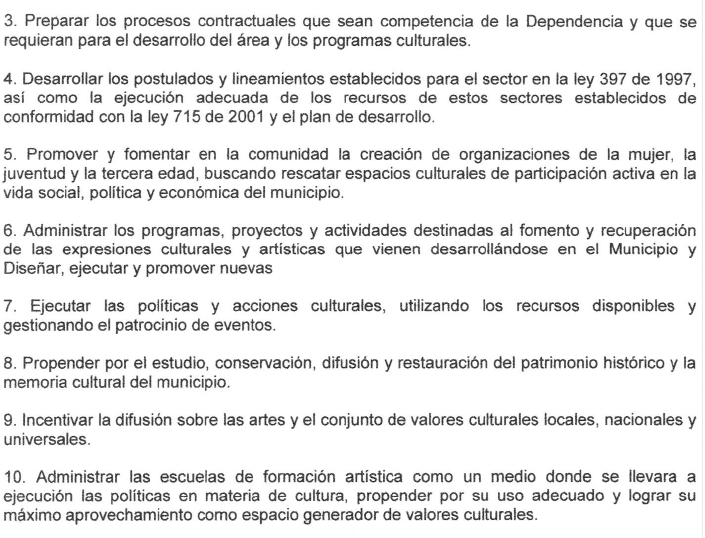 3. Preparar los procesos contractuales que sean competencia de la Dependencia y que se
requieran para el desarrollo del área y los programas culturales.
4. Desarrollar los postulados y lineamientos establecidos para el sector en la ley 397 de 1997,
así como la ejecución adecuada de los recursos de estos sectores establecidos de
conformidad con la ley 715 de 2001 y el plan de desarrollo.
5. Promover y fomentar en la comunidad la creación de organizaciones de la mujer, la
juventud y la tercera edad, buscando rescatar espacios culturales de participación activa en la
vida social, política y económica del municipio.
6. Administrar los programas, proyectos y actividades destinadas al fomento y recuperación
de las expresiones culturales y artísticas que vienen desarrollándose en el Municipio y
Diseñar, ejecutar y promover nuevas
7. Ejecutar las políticas y acciones culturales, utilizando los recursos disponibles y
gestionando el patrocinio de eventos.
8. Propender por el estudio, conservación, difusión y restauración del patrimonio histórico y la
memoria cultural del municipio.
9. Incentivar la difusión sobre las artes y el conjunto de valores culturales locales, nacionales y
universales.
10. Administrar las escuelas de formación artística como un medio donde se llevara a
ejecución las políticas en materia de cultura, propender por su uso adecuado y lograr su
máximo aprovechamiento como espacio generador de valores culturales.